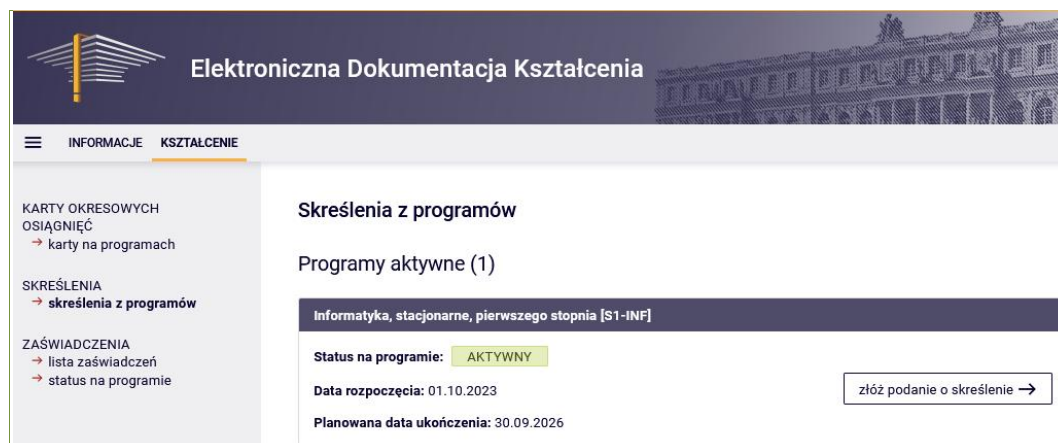 Elektroniczna Dokumentacja Kształcenia
INFORMACJE KSZTAŁCENIE
KARTY OKRESOWYCH
OSIĄGNIĘĆ
→ karty na programach
SKREŚLENIA
→ skreślenia z programów
ZAŚWIADCZENIA
→ lista zaświadczeń
→ status na programie
Skreślenia z programów
Programy aktywne (1)
Informatyka, stacjonarne, pierwszego stopnia [S1-INF]
Status na programie: AKTYWNY
Data rozpoczęcia: 01.10.2023
złóż podanie o skreślenie →
Planowana data ukończenia: 30.09.2026